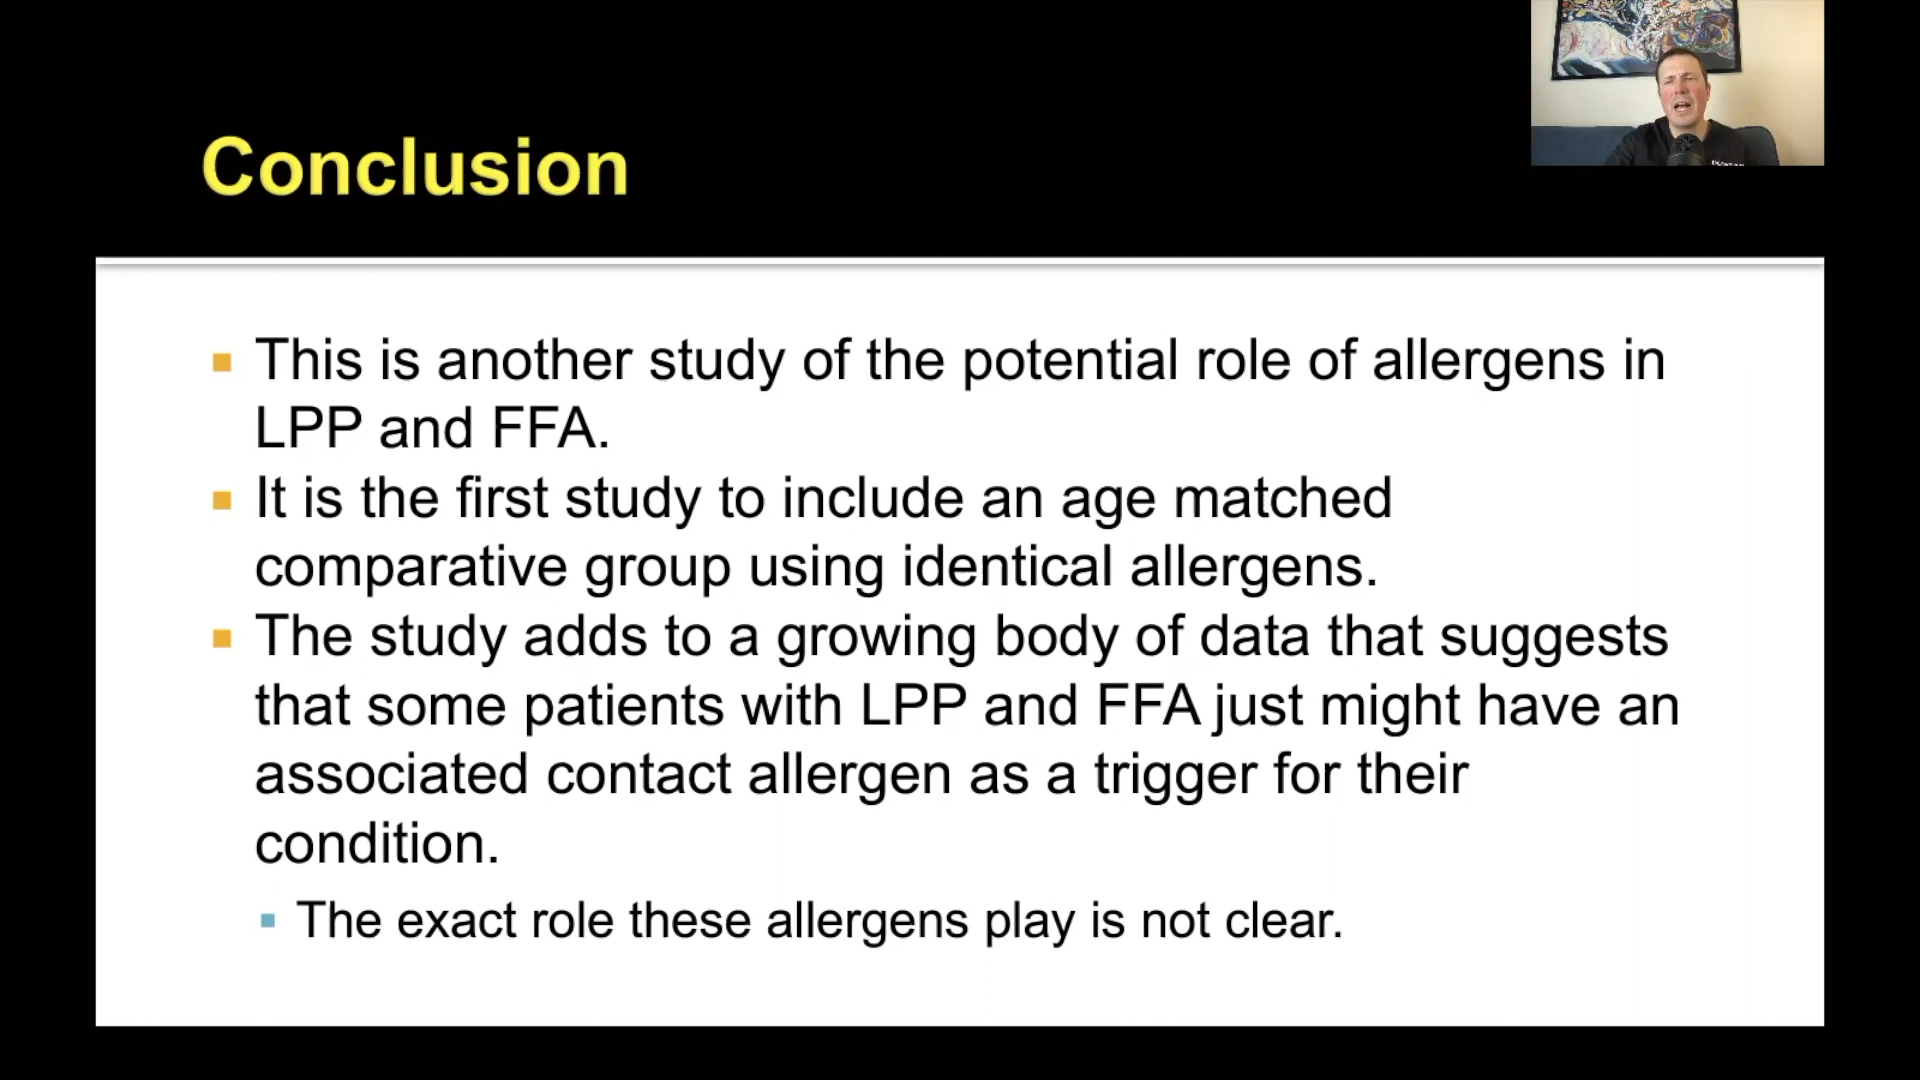 Conclusion
This is another study of the potential role of allergens in
LPP and FFA.
It is the first study to include an age matched
comparative group using identical allergens.
The study adds to a growing body of data that suggests
that some patients with LPP and FFA just might have an
associated contact allergen as a trigger for their
condition.
The exact role these allergens play is not clear.